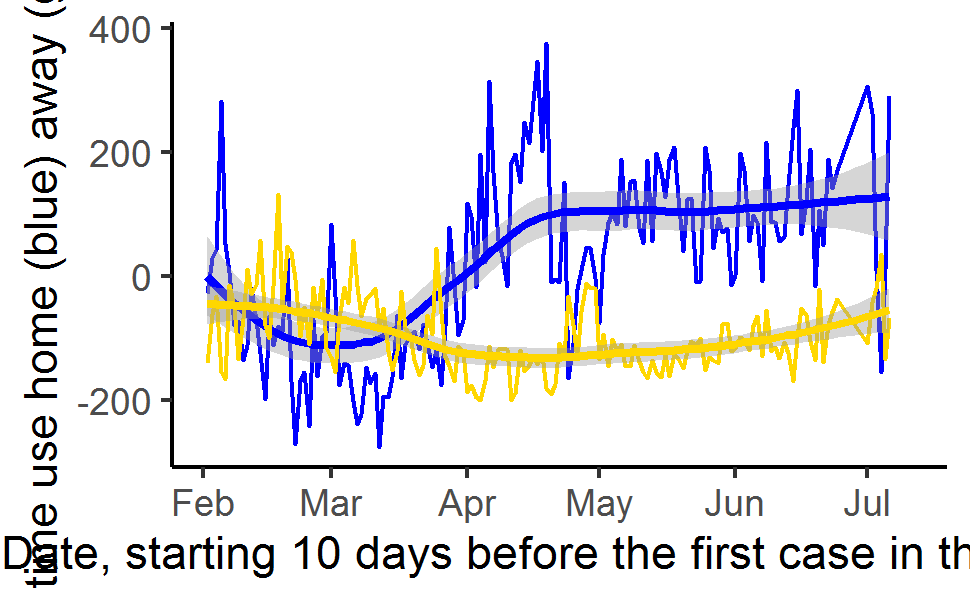 400
200
0
-200
Feb Mar Apr May Jun Jul
Date, starting 10 days before the first case in th
time use home (blue) away (g